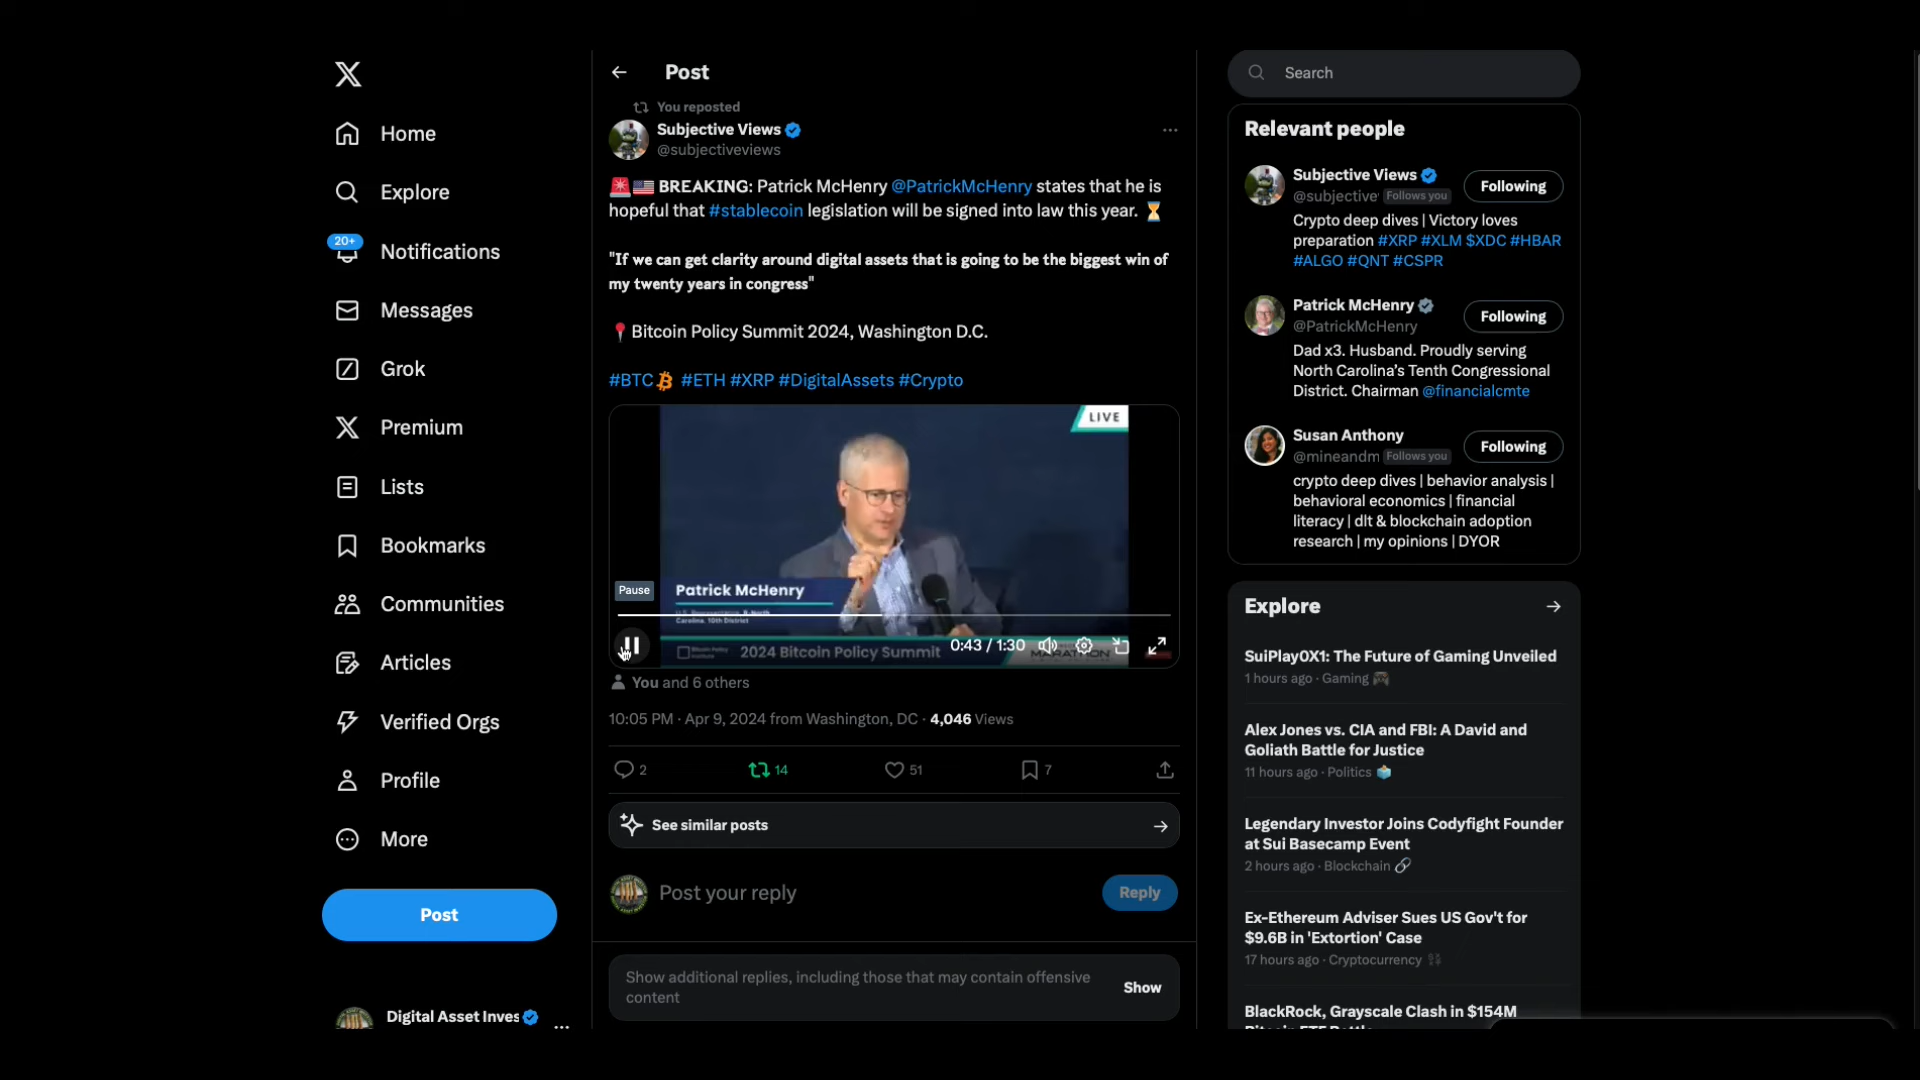 Home
Explore
20+
Notifications
Messages
Grok
Premium
Lists
Bookmarks
Communities
Articles
Verified Orgs
Profile
More
Post
Digital Asset Inves
Post
You reposted
Subjective Views
@subjectiveviews
BREAKING: Patrick McHenry @PatrickMcHenry states that he is
hopeful that #stablecoin legislation will be signed into law this year.
"If we can get clarity around digital assets that is going to be the biggest win of
my twenty years in congress"
Bitcoin Policy Summit 2024, Washington D.C.
#BTC #ETH #XRP #DigitalAssets #Crypto
LIVE
Pause
Patrick McHenry
U.S. Representative, R-North
Carolina, 10th District
0:43 / 1:30
2024 Bitcoin Policy Summit
MARATHON
You and 6 others
10:05 PM · Apr 9, 2024 from Washington, DC · 4,046 Views
2
14
51
7
See similar posts
Post your reply
Reply
Show additional replies, including those that may contain offensive
content
Show
Search
Relevant people
Subjective Views
@subjective Follows you
Following
Crypto deep dives | Victory loves
preparation #XRP #XLM $XDC #HBAR
#ALGO #QNT #CSPR
Patrick McHenry
@PatrickMcHenry
Following
Dad x3. Husband. Proudly serving
North Carolina's Tenth Congressional
District. Chairman @financialcmte
Susan Anthony
@mineandm Follows you
Following
crypto deep dives | behavior analysis |
behavioral economics | financial
literacy | dlt & blockchain adoption
research | my opinions | DYOR
Explore
SuiPlay0X1: The Future of Gaming Unveiled
1 hours ago · Gaming
Alex Jones vs. CIA and FBI: A David and
Goliath Battle for Justice
11 hours ago · Politics
Legendary Investor Joins Codyfight Founder
at Sui Basecamp Event
2 hours ago · Blockchain
Ex-Ethereum Adviser Sues US Gov't for
$9.6B in 'Extortion' Case
17 hours ago · Cryptocurrency
BlackRock, Grayscale Clash in $154M
Bitcoin ETF Battle